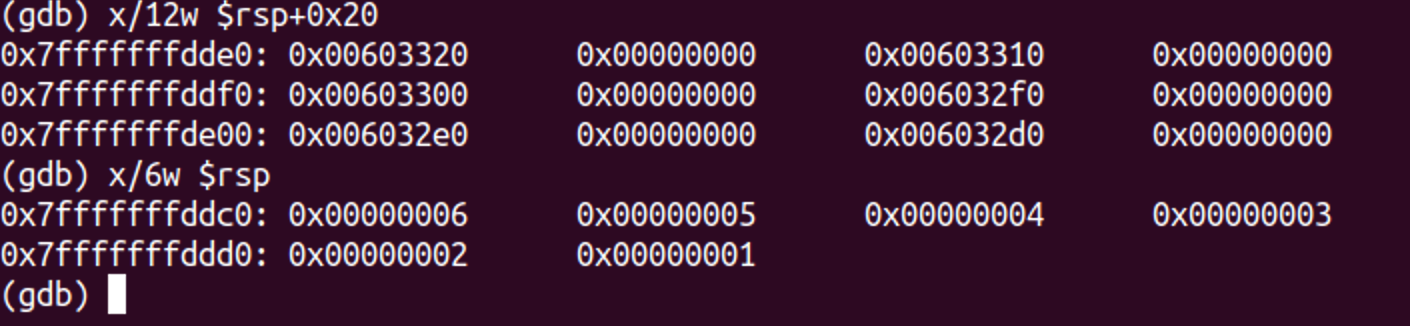 (gdb) x/12w $rsp+0x20
0x7fffffffdde0: 0x00603320 0x00000000 0x00603310 0x00000000
0x7fffffffddf0: 0x00603300 0x00000000 0x006032f0 0x00000000
0x7fffffffde00: 0x006032e0 0x00000000 0x006032d0 0x00000000
(gdb) x/6w $rsp
0x7fffffffddc0: 0x00000006 0x00000005 0x00000004 0x00000003
0x7fffffffddd0: 0x00000002 0x00000001
(gdb)